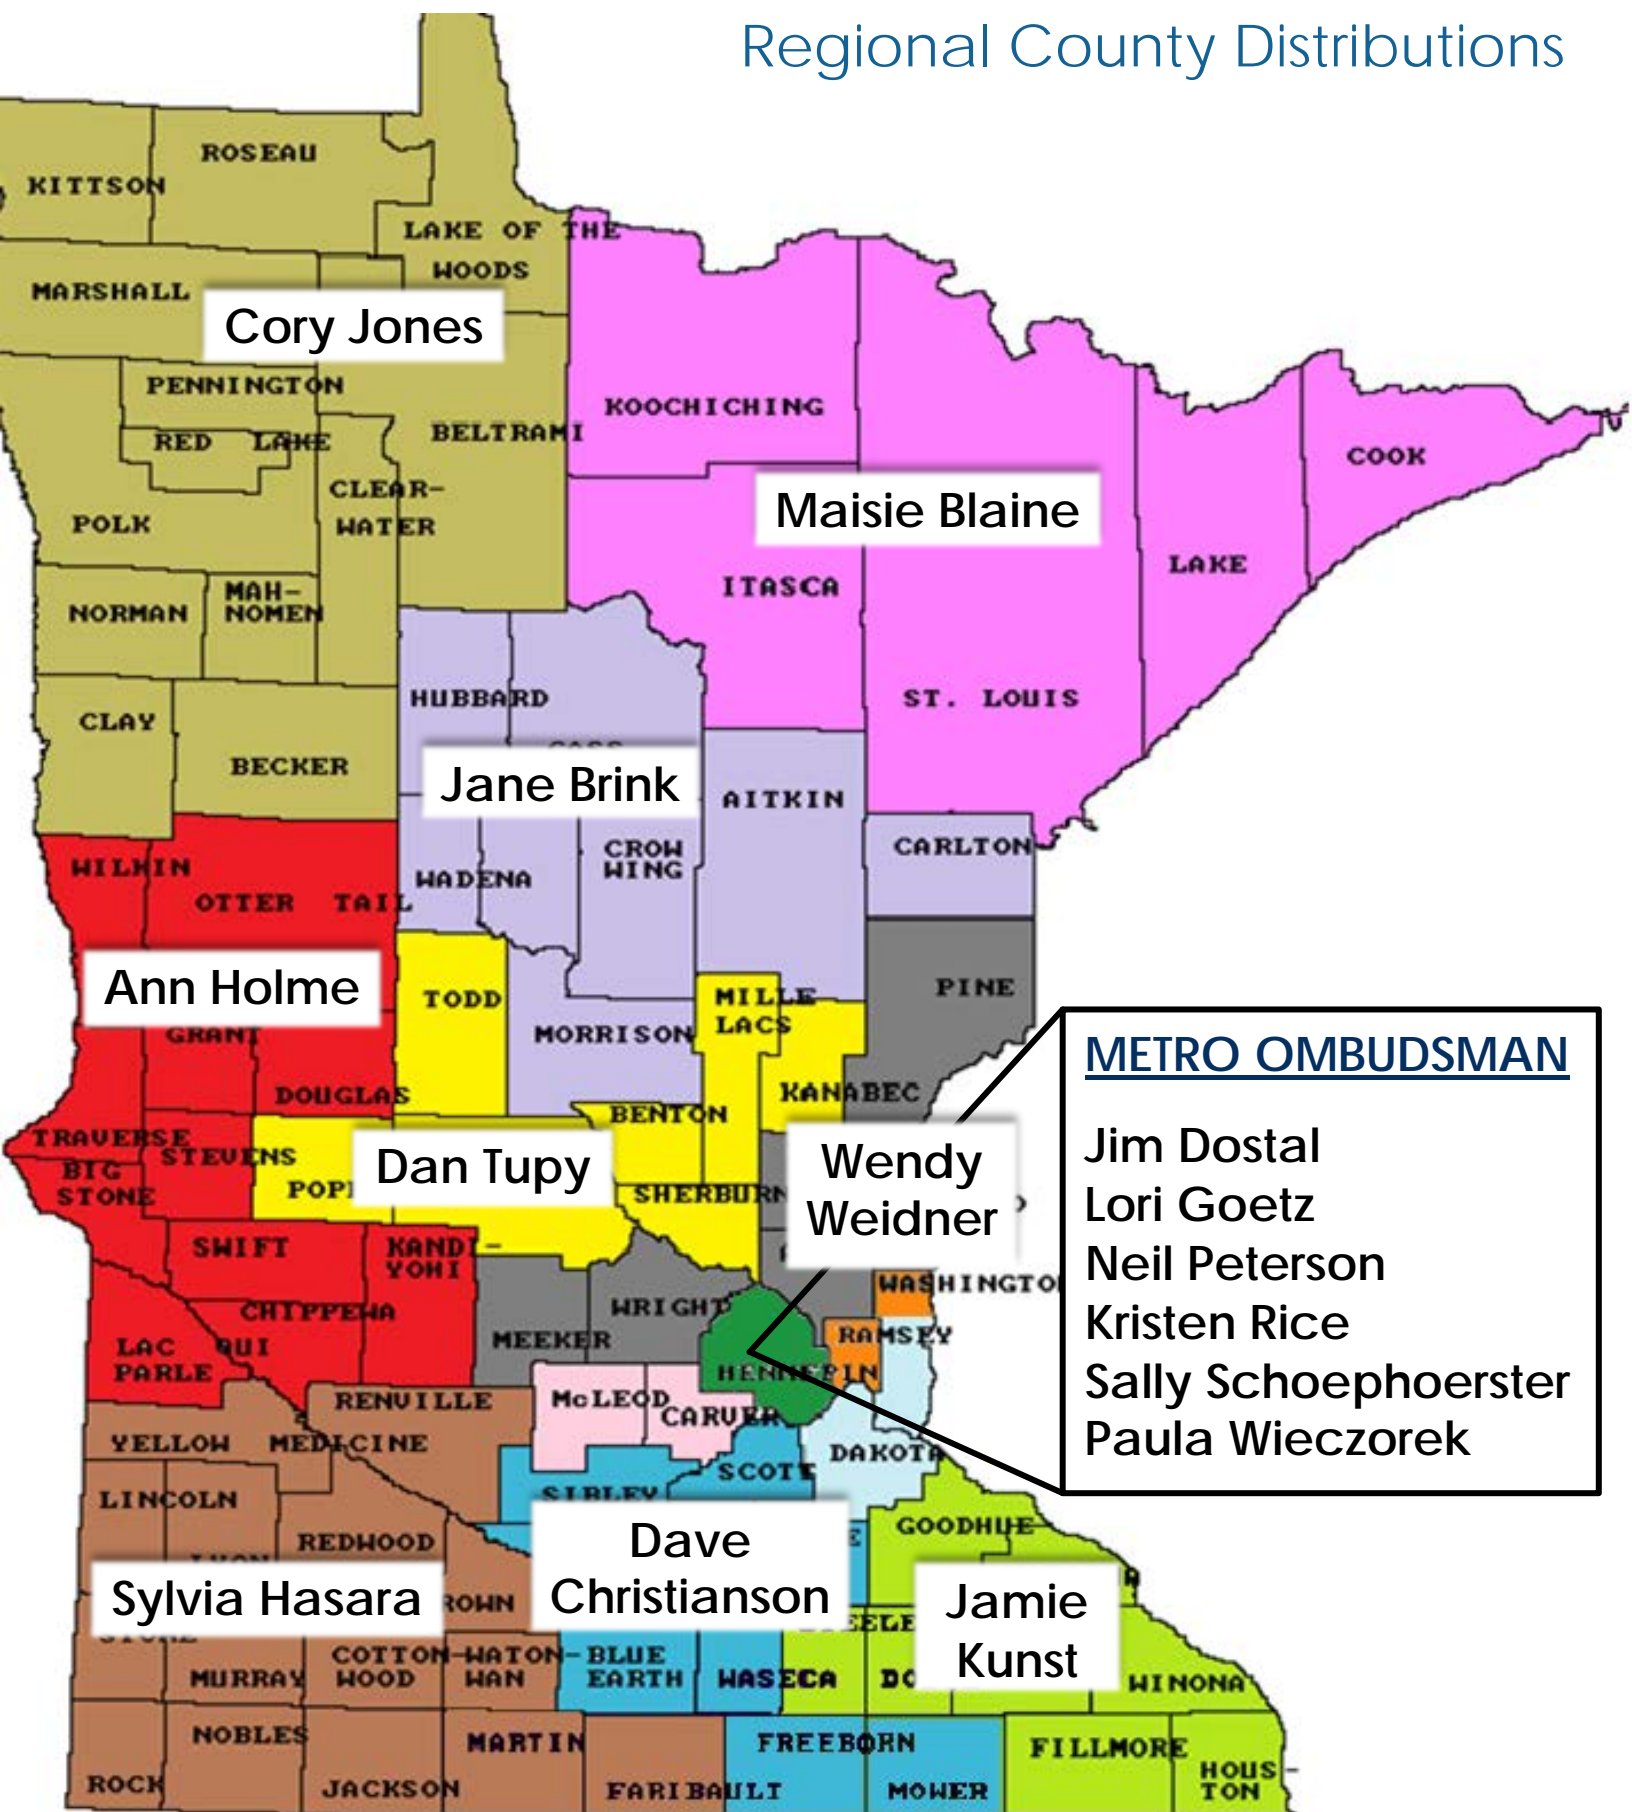 Regional County Distributions
ROSEAU
KITTSON
LAKE OF THE
WOODS
MARSHALL
Cory Jones
PENNINGTON
KOOCHICHING
BELTRAMI
RED LAKE
COOK
CLEAR-
WATER
POLK
Maisie Blaine
LAKE
ITASCA
MAH-
NOMEN
NORMAN
HUBBARD
ST. LOUIS
CLAY
BECKER
Jane Brink
AITKIN
CARLTON
CROW
WING
WILKIN
WADENA
OTTER TAIL
Ann Holme
TODD
MILLE
LACS
PINE
GRANT
MORRISON
DOUGLAS
KANABEC
BENTON
METRO OMBUDSMAN
Jim Dostal
Lori Goetz
Neil Peterson
Kristen Rice
Sally Schoephoerster
Paula Wieczorek
TRAVERSE
STEVENS
BIG
STONE
Dan Tupy
Wendy
Weidner
SHERBURN
SWIFT
KANDI-
YOHI
WASHINGTO
CHIPPEWA
WRIGHT
MEEKER
RAMSEY
LAC QUI
PARLE
HENNEPIN
RENVILLE
McLEOD
CARVER
YELLOW MEDICINE
DAKOTA
SCOTT
LINCOLN
SIBLEY
GOODHUE
REDWOOD
Dave
Christianson
Sylvia Hasara
ROWN
Jamie
Kunst
COTTON-
WOOD
WATON-
WAN
BLUE
EARTH
MURRAY
WASECA
WINONA
NOBLES
MARTIN
FREEBORN
FILLMORE
HOUS-
TON
ROCK
JACKSON
FARIBAULT
MOWER